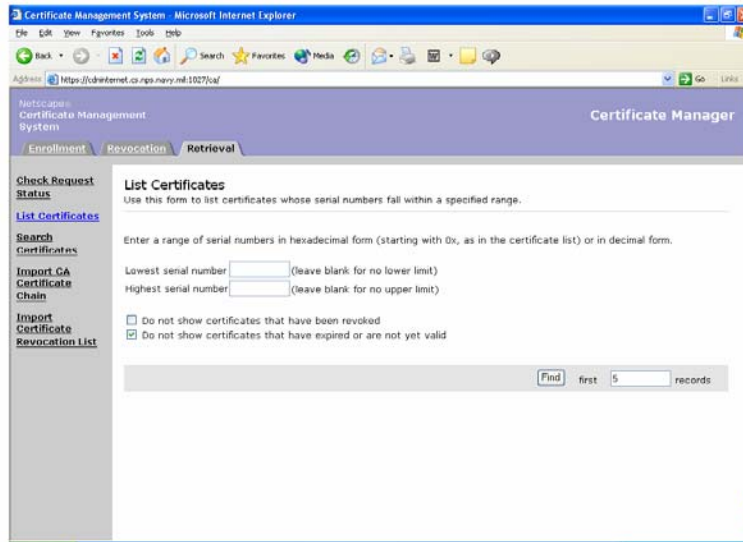 Certificate Management System - Microsoft Internet Explorer
File Edit View Favorites Tools Help
Back Search Favorites Media
Address https://cdninternet.cs.nps.navy.mil:1027/ca/ Go Links
Netscape®
Certificate Management
System
Certificate Manager
Enrollment Revocation Retrieval
Check Request
Status
List Certificates
Search
Certificates
Import CA
Certificate
Chain
Import
Certificate
Revocation List
List Certificates
Use this form to list certificates whose serial numbers fall within a specified range.
Enter a range of serial numbers in hexadecimal form (starting with 0x, as in the certificate list) or in decimal form.
Lowest serial number (leave blank for no lower limit)
Highest serial number (leave blank for no upper limit)
Do not show certificates that have been revoked
Do not show certificates that have expired or are not yet valid
Find first 5 records